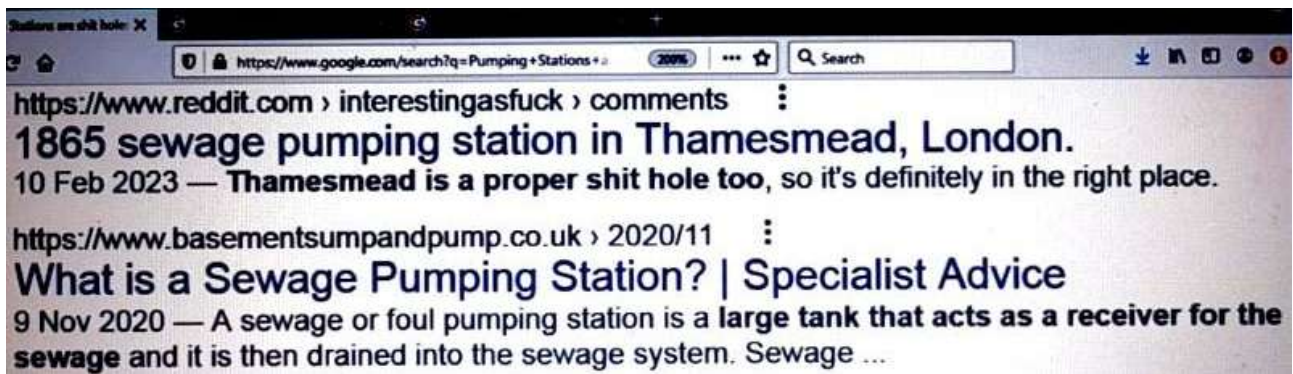 Stations are shit hole:
https://www.google.com/search?q=Pumping+Stations+a
200%
Search
https://www.reddit.com › interestingasfuck › comments
1865 sewage pumping station in Thamesmead, London.
10 Feb 2023 — Thamesmead is a proper shit hole too, so it's definitely in the right place.
https://www.basementsumpandpump.co.uk › 2020/11
What is a Sewage Pumping Station? | Specialist Advice
9 Nov 2020 — A sewage or foul pumping station is a large tank that acts as a receiver for the
sewage and it is then drained into the sewage system. Sewage ...